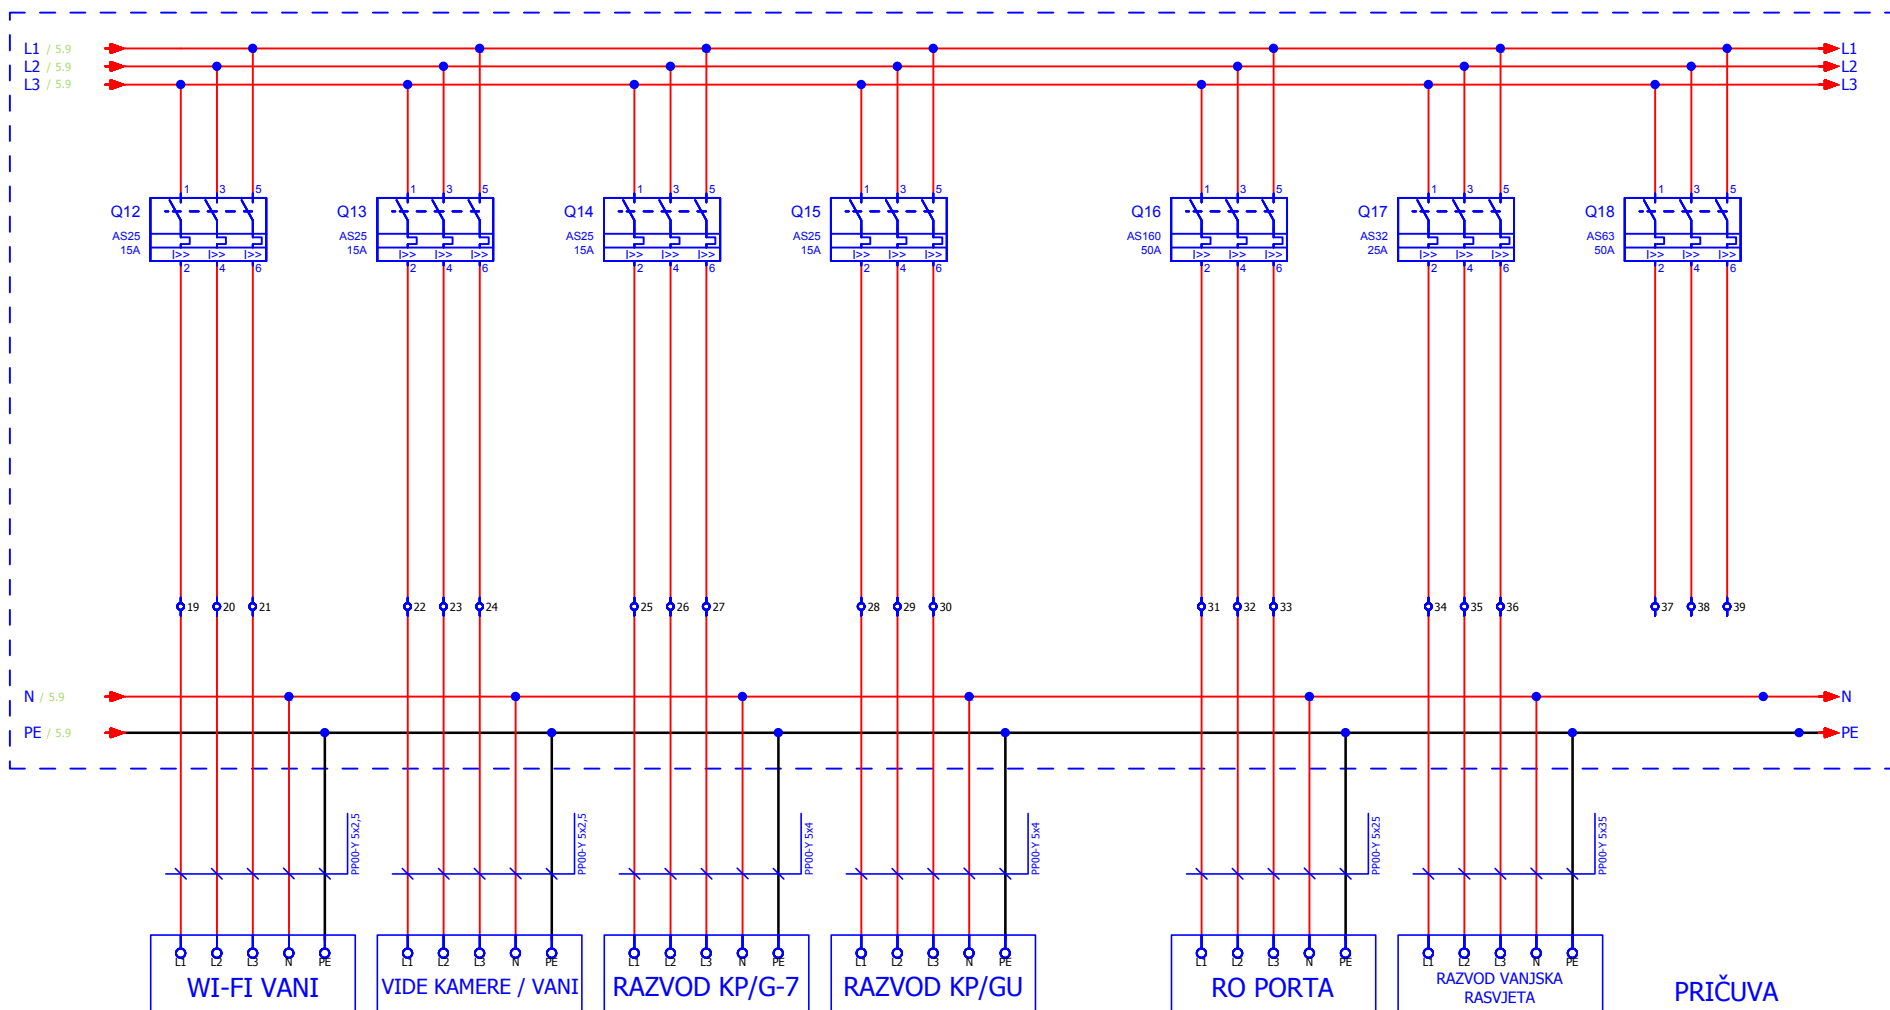 L1 / 5.9
L1
L2 / 5.9
L2
L3 / 5.9
L3
1 3 5
1 3 5
1 3 5
1 3 5
1 3 5
1 3 5
1 3 5
Q12
AS25
15A
Q13
AS25
15A
Q14
AS25
15A
Q15
AS25
15A
Q16
AS160
50A
Q17
AS32
25A
Q18
AS63
50A
I>> I>> I>>
I>> I>> I>>
I>> I>> I>>
I>> I>> I>>
I>> I>> I>>
I>> I>> I>>
I>> I>> I>>
2 4 6
2 4 6
2 4 6
2 4 6
2 4 6
2 4 6
2 4 6
19 20 21
22 23 24
25 26 27
28 29 30
31 32 33
34 35 36
37 38 39
N / 5.9
N
PE / 5.9
PE
PP00-Y 5x2,5
PP00-Y 5x2,5
PP00-Y 5x4
PP00-Y 5x4
PP00-Y 5x25
PP00-Y 5x35
L1 L2 L3 N PE
L1 L2 L3 N PE
L1 L2 L3 N PE
L1 L2 L3 N PE
L1 L2 L3 N PE
L1 L2 L3 N PE
WI-FI VANI
VIDE KAMERE / VANI
RAZVOD KP/G-7
RAZVOD KP/GU
RO PORTA
RAZVOD VANJSKA
RASVJETA
PRIČUVA